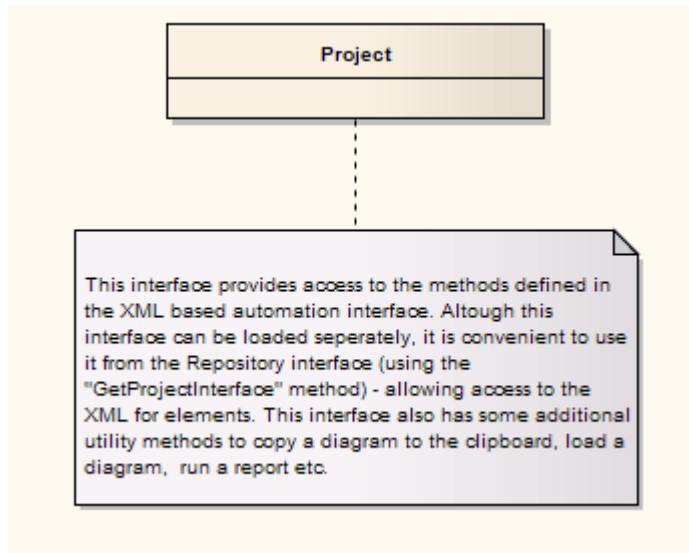 Project
This interface provides access to the methods defined in
the XML based automation interface. Altough this
interface can be loaded seperately, it is convenient to use
it from the Repository interface (using the
"GetProjectInterface" method) - allowing access to the
XML for elements. This interface also has some additional
utility methods to copy a diagram to the clipboard, load a
diagram,  run a report etc.